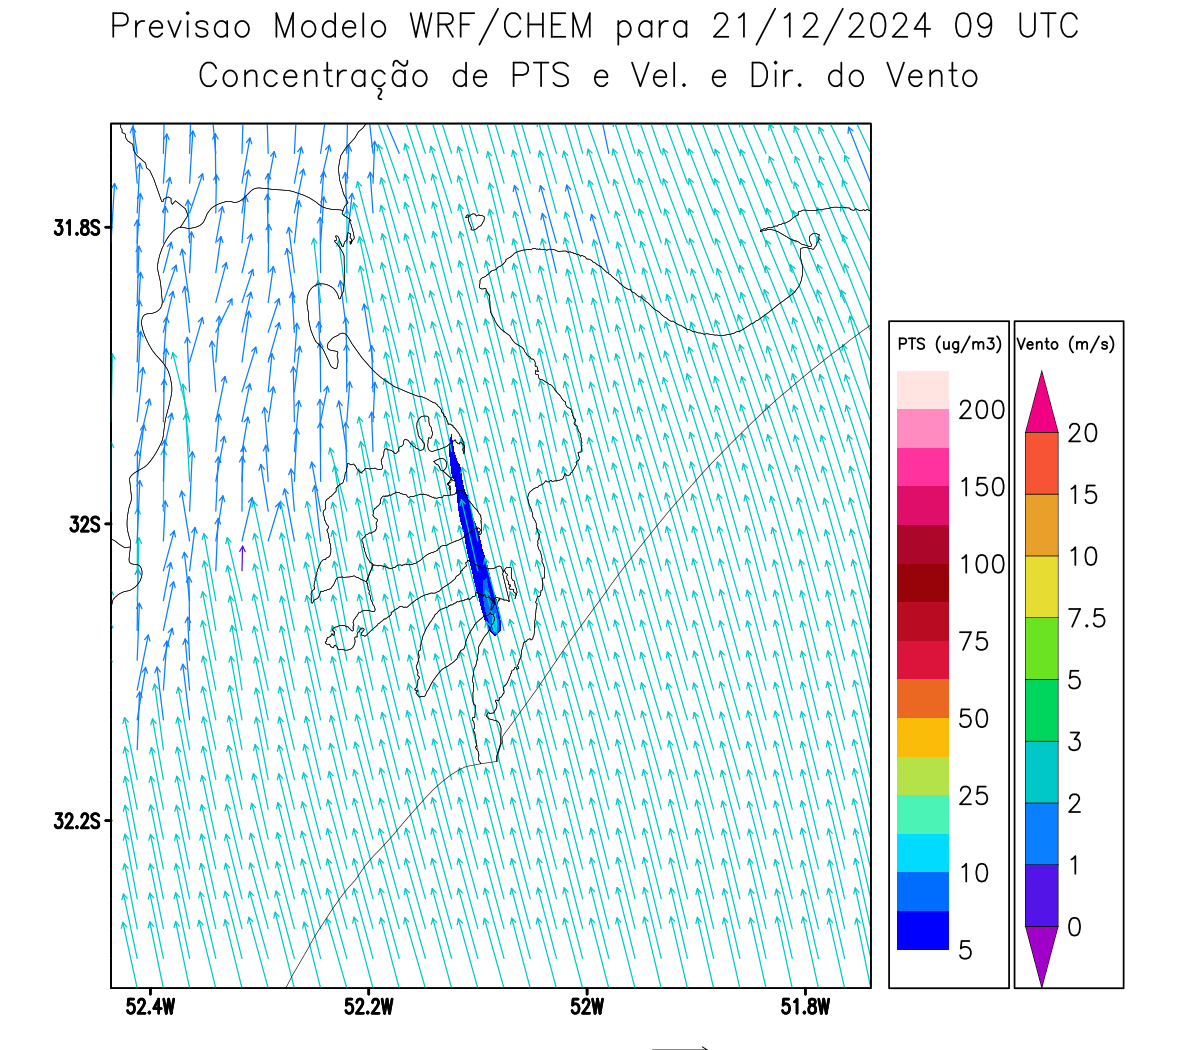 Previsao Modelo WRF/CHEM para 21/12/2024 09 UTC
Concentração de PTS e Vel. e Dir. do Vento
31.8S
32S
32.2S
52.4W 52.2W 52W 51.8W
PTS (ug/m3)
200
150
100
75
50
25
10
5
Vento (m/s)
20
15
10
7.5
5
3
2
1
0